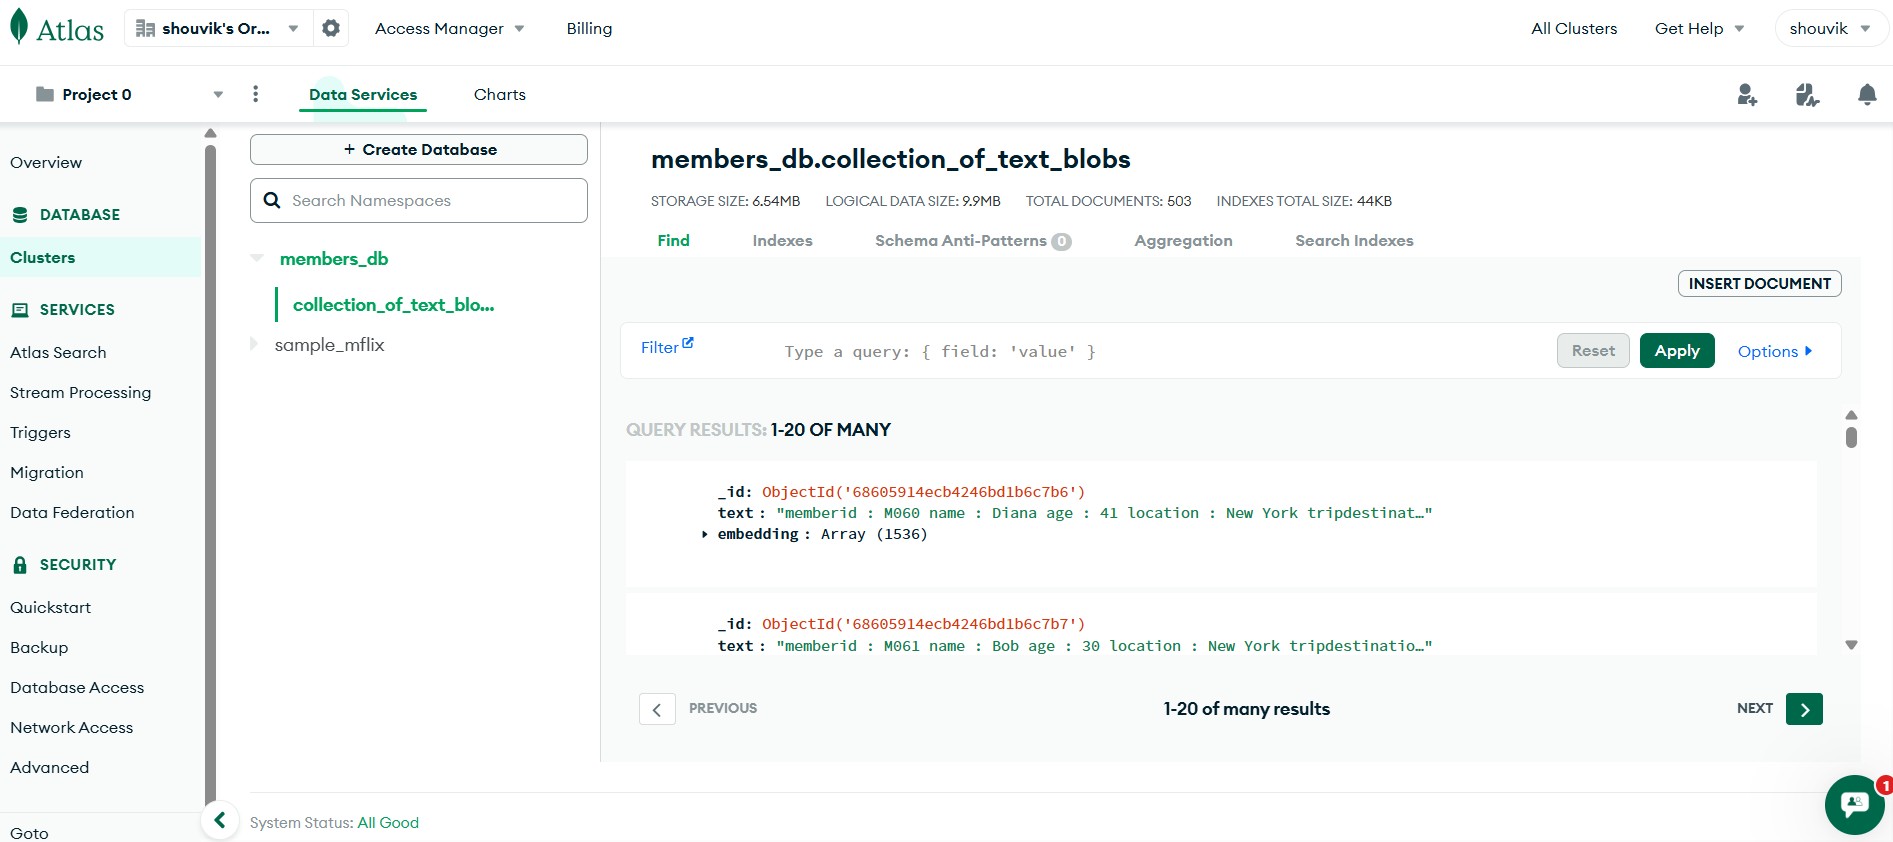 Atlas
shouvik's Or...
Access Manager
Billing
All Clusters
Get Help
shouvik
Project 0
Data Services
Charts
Overview
DATABASE
Clusters
SERVICES
Atlas Search
Stream Processing
Triggers
Migration
Data Federation
SECURITY
Quickstart
Backup
Database Access
Network Access
Advanced
Goto
+ Create Database
Search Namespaces
members_db
collection_of_text_blo...
sample_mflix
members_db.collection_of_text_blobs
STORAGE SIZE: 6.54MB LOGICAL DATA SIZE: 9.9MB TOTAL DOCUMENTS: 503 INDEXES TOTAL SIZE: 44KB
Find Indexes Schema Anti-Patterns 0 Aggregation Search Indexes
INSERT DOCUMENT
Filter Type a query: { field: 'value' } Reset Apply Options
QUERY RESULTS: 1-20 OF MANY
_id: ObjectId('68605914ecb4246bd1b6c7b6')
text : "memberid : M060 name : Diana age : 41 location : New York tripdestinat…"
embedding : Array (1536)
_id: ObjectId('68605914ecb4246bd1b6c7b7')
text : "memberid : M061 name : Bob age : 30 location : New York tripdestinatio…"
PREVIOUS 1-20 of many results NEXT
System Status: All Good
1